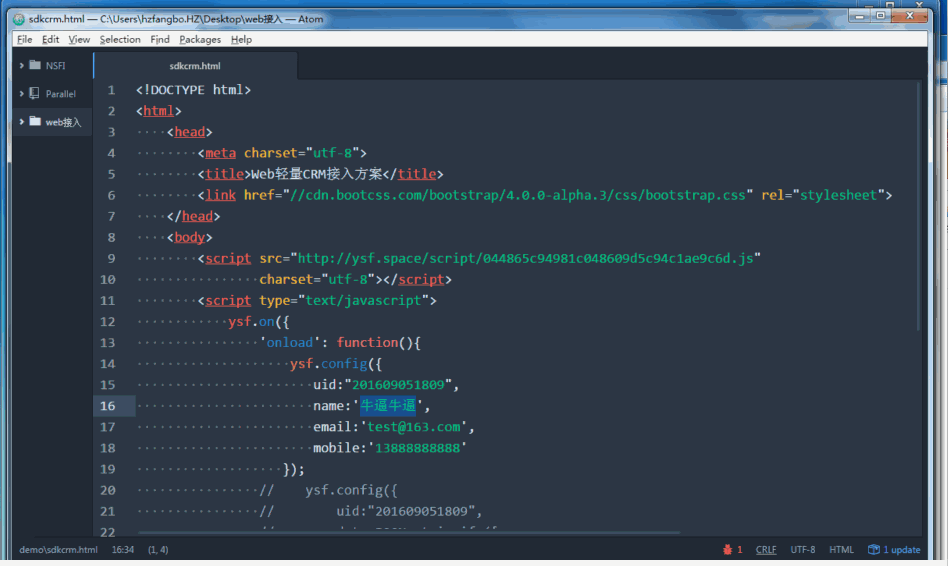 sdkcrm.html — C:\Users\hzfangbo.HZ\Desktop\web接入 — Atom
File Edit View Selection Find Packages Help
NSFI
Parallel
web接入
sdkcrm.html
1 <!DOCTYPE html>
2 <html>
3 ····<head>
4 ········<meta charset="utf-8">
5 ········<title>Web轻量CRM接入方案</title>
6 ········<link href="//cdn.bootcss.com/bootstrap/4.0.0-alpha.3/css/bootstrap.css" rel="stylesheet">
7 ····</head>
8 ····<body>
9 ········<script src="http://ysf.space/script/044865c94981c048609d5c94c1ae9c6d.js"
10 ················charset="utf-8"></script>
11 ········<script type="text/javascript">
12 ············ysf.on({
13 ················'onload': function(){
14 ····················ysf.config({
15 ·······················uid:"201609051809",
16 ·······················name:'牛逼牛逼',
17 ·······················email:'test@163.com',
18 ·······················mobile:'13888888888'
19 ···················});
20 ················//    ysf.config({
21 ················//        uid:"201609051809",
22
demo\sdkcrm.html 16:34 (1, 4) 1 CRLF UTF-8 HTML 1 update